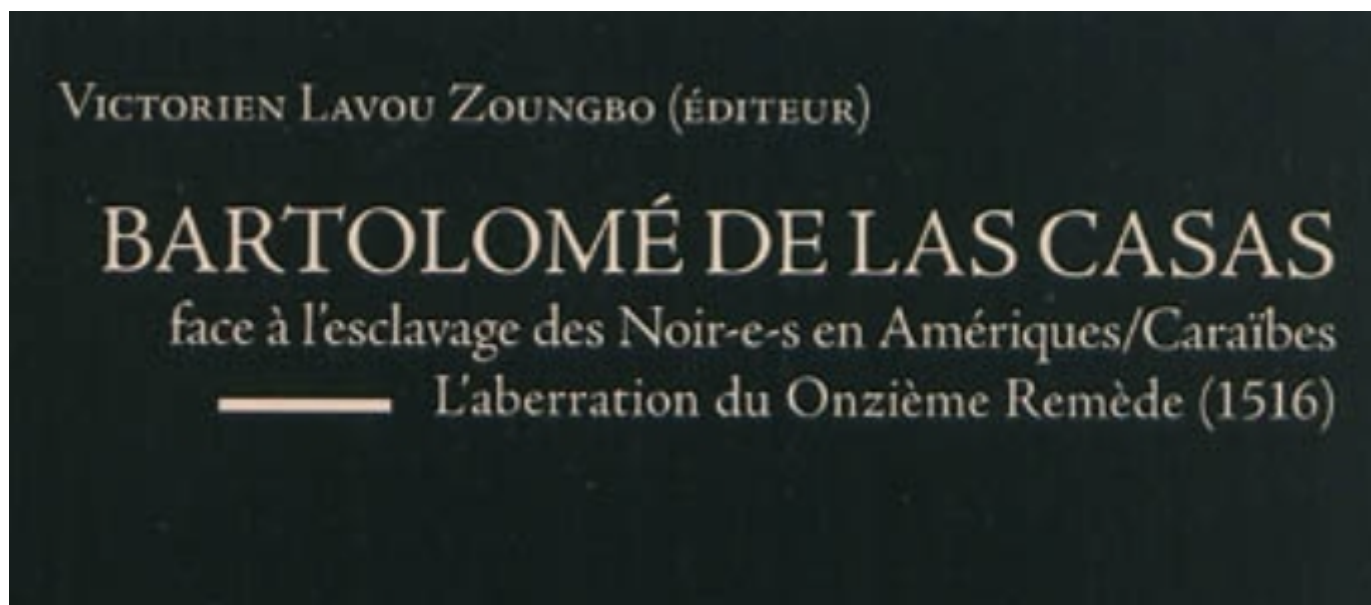 Victorien Lavou Zoungbo (éditeur)
BARTOLOMÉ DE LAS CASAS
face à l'esclavage des Noir-e-s en Amériques/Caraïbes
L'aberration du Onzième Remède (1516)